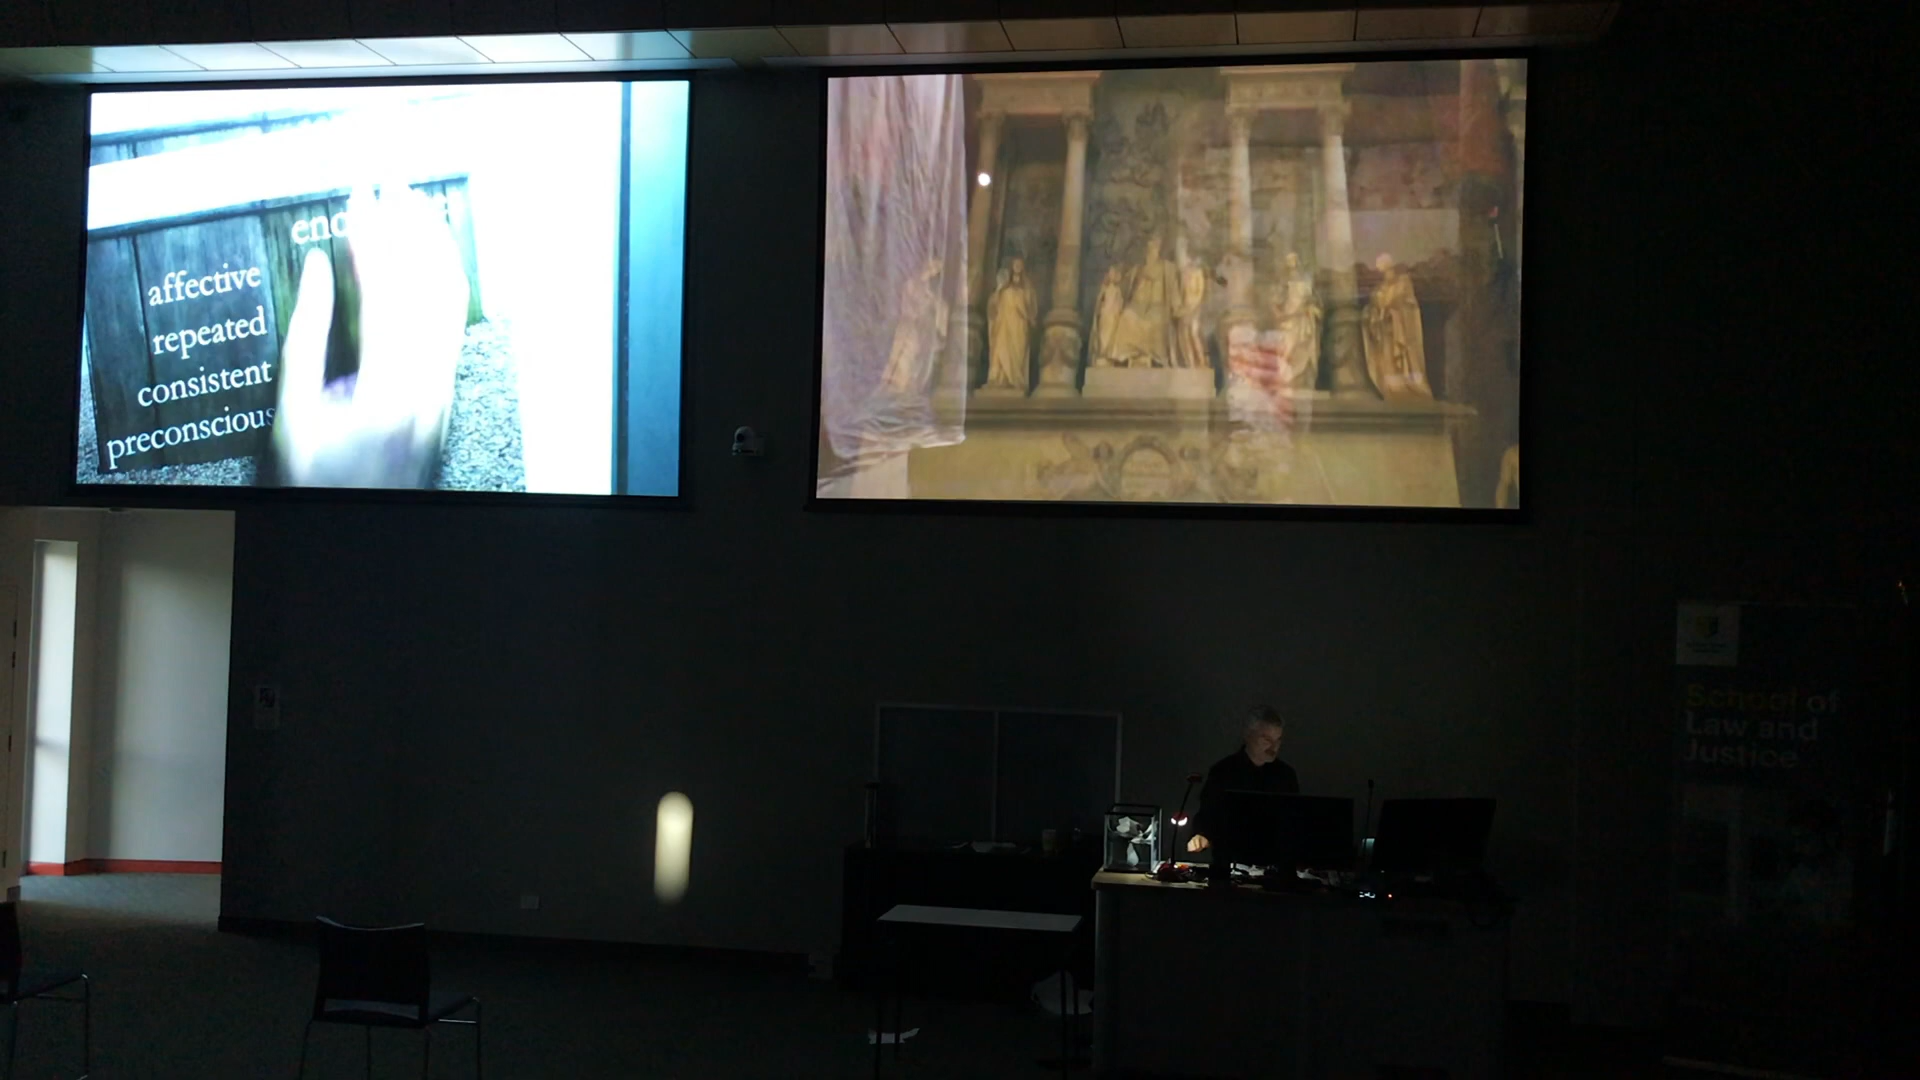 affective
repeated
consistent
preconscious
School of
Law and
Justice